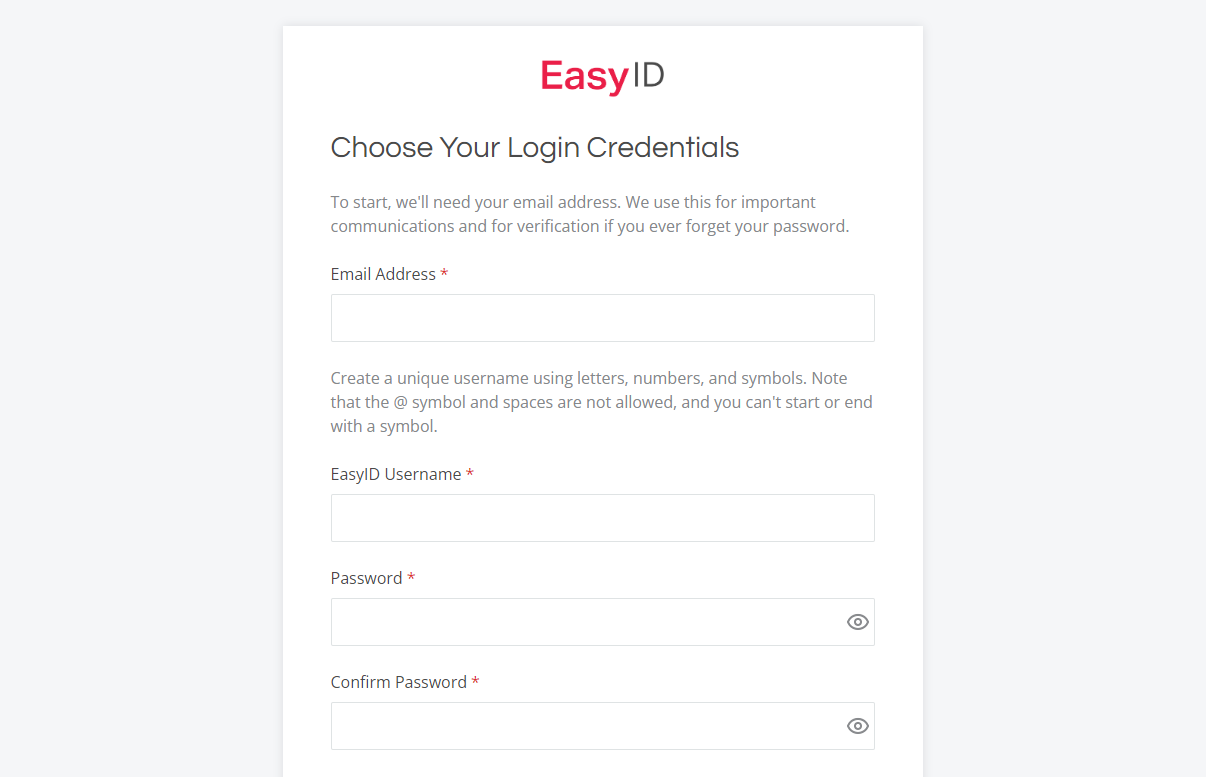 EasyID
Choose Your Login Credentials
To start, we'll need your email address. We use this for important
communications and for verification if you ever forget your password.
Email Address *
Create a unique username using letters, numbers, and symbols. Note
that the @ symbol and spaces are not allowed, and you can't start or end
with a symbol.
EasyID Username *
Password *
Confirm Password *